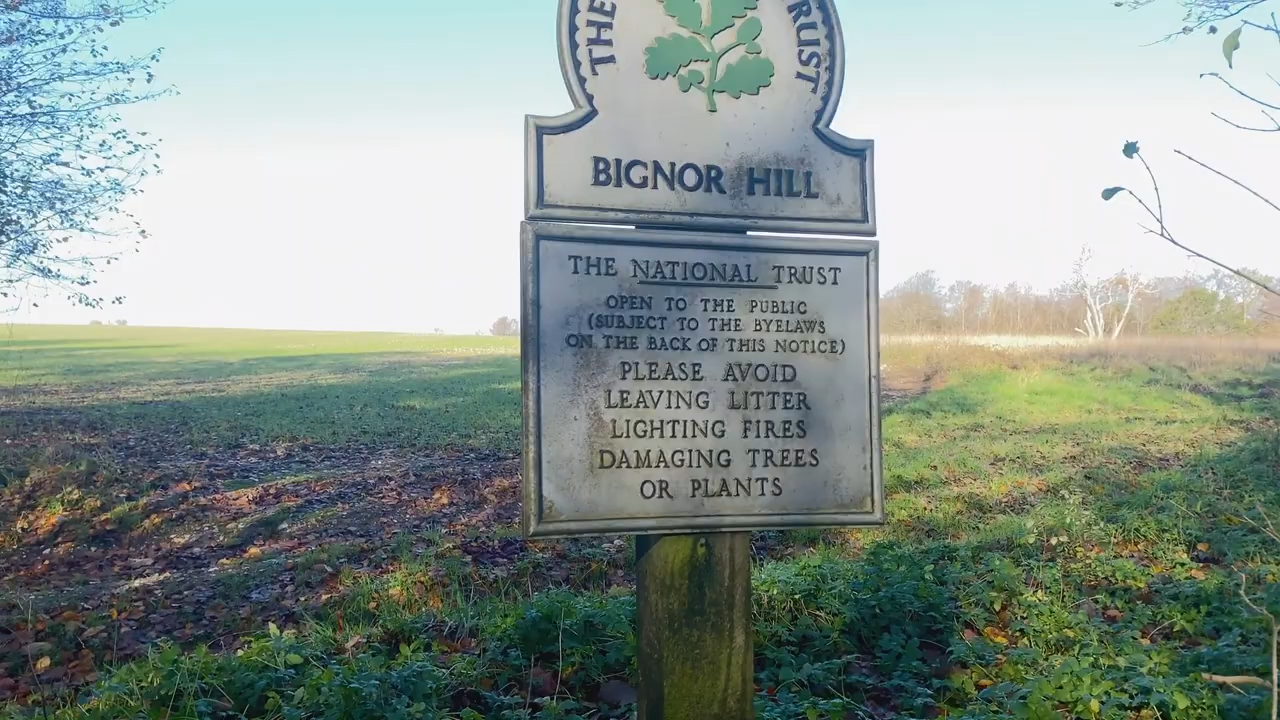 THE
RUST
BIGNOR HILL
THE NATIONAL TRUST
OPEN TO THE PUBLIC
(SUBJECT TO THE BYELAWS
ON THE BACK OF THIS NOTICE)
PLEASE AVOID
LEAVING LITTER
LIGHTING FIRES
DAMAGING TREES
OR PLANTS